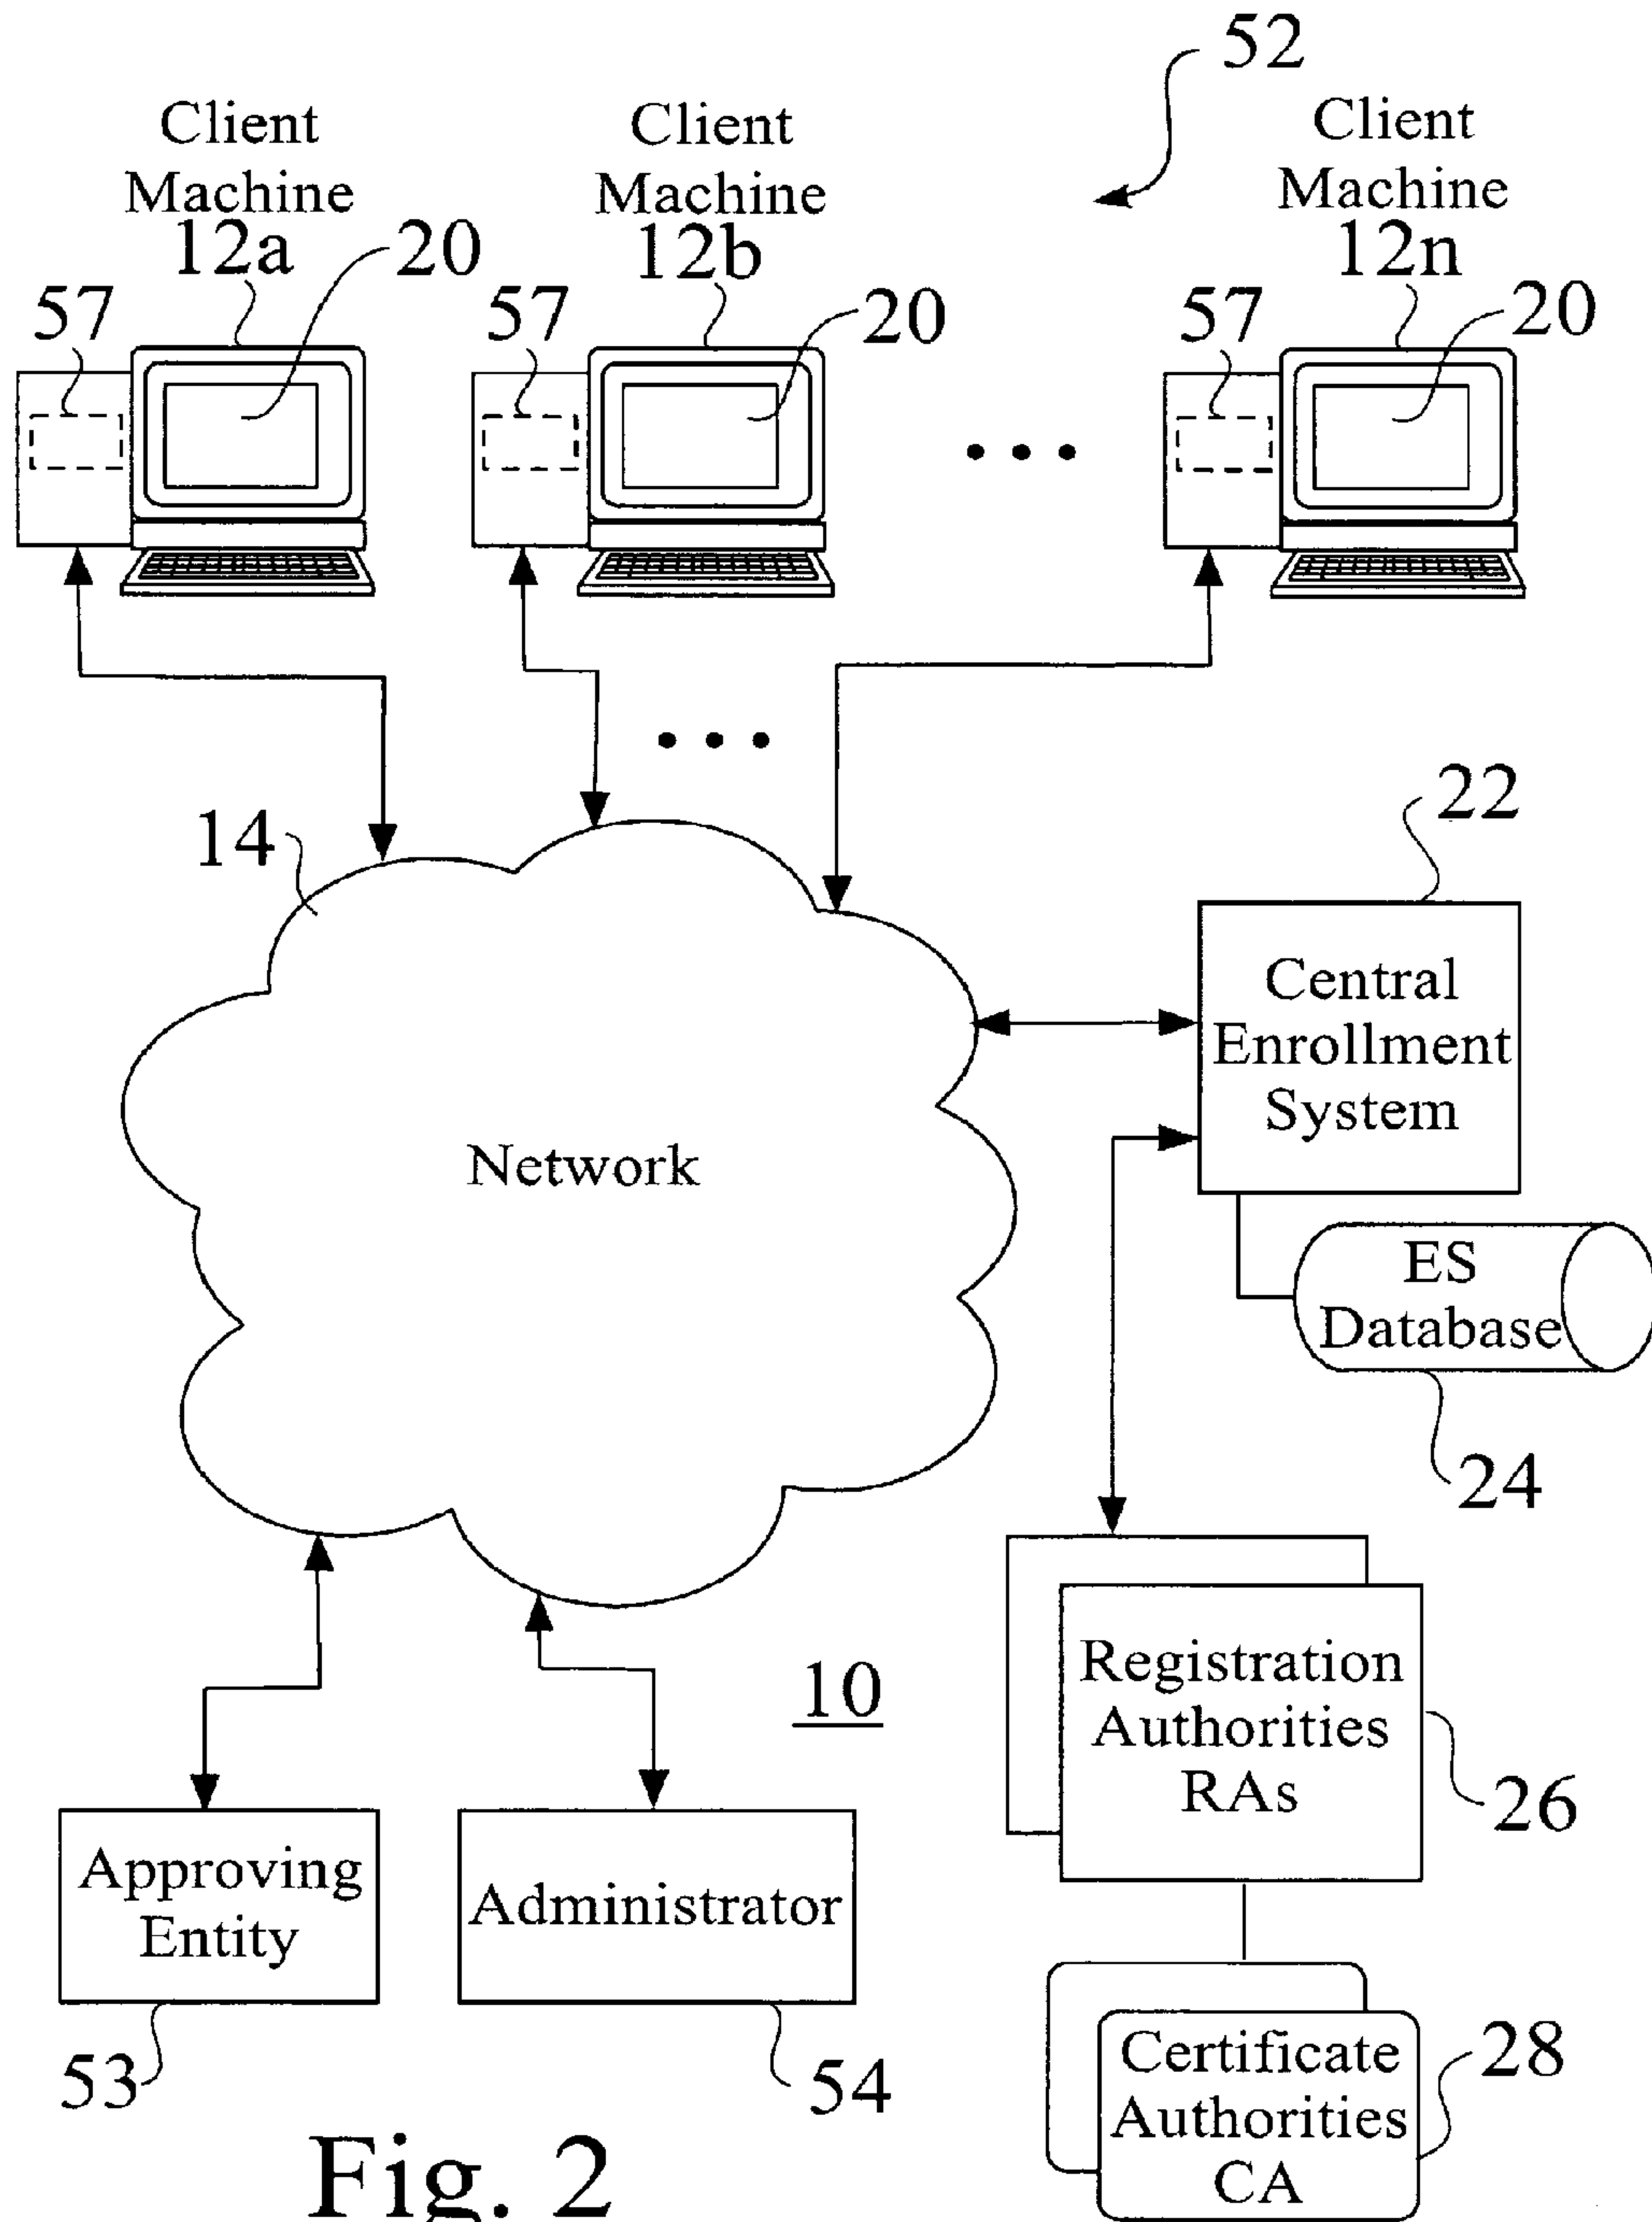 52
Client
Machine
12a
20
57
Client
Machine
12b
20
57
Client
Machine
12n
20
57
• • •
• • •
14
Network
22
Central
Enrollment
System
ES
Database
24
Registration
Authorities
RAs
26
Certificate
Authorities
CA
28
10
Approving
Entity
53
Administrator
54
Fig. 2